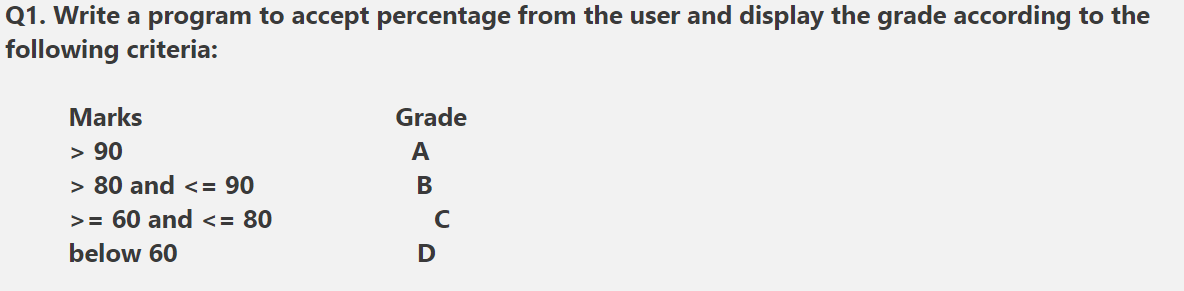 Q1. Write a program to accept percentage from the user and display the grade according to the
following criteria:
Marks Grade
> 90 A
> 80 and <= 90 B
>= 60 and <= 80 C
below 60 D